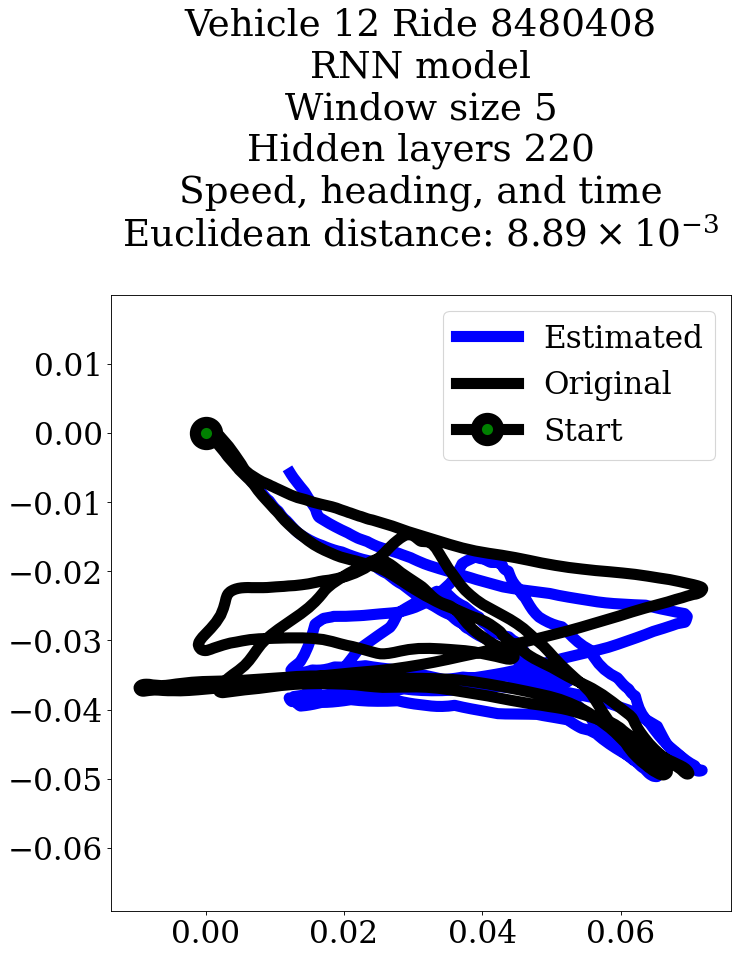 Vehicle 12 Ride 8480408
RNN model
Window size 5
Hidden layers 220
Speed, heading, and time
Euclidean distance: 8.89 × 10⁻³
Estimated
Original
Start
0.01
0.00
−0.01
−0.02
−0.03
−0.04
−0.05
−0.06
0.00 0.02 0.04 0.06